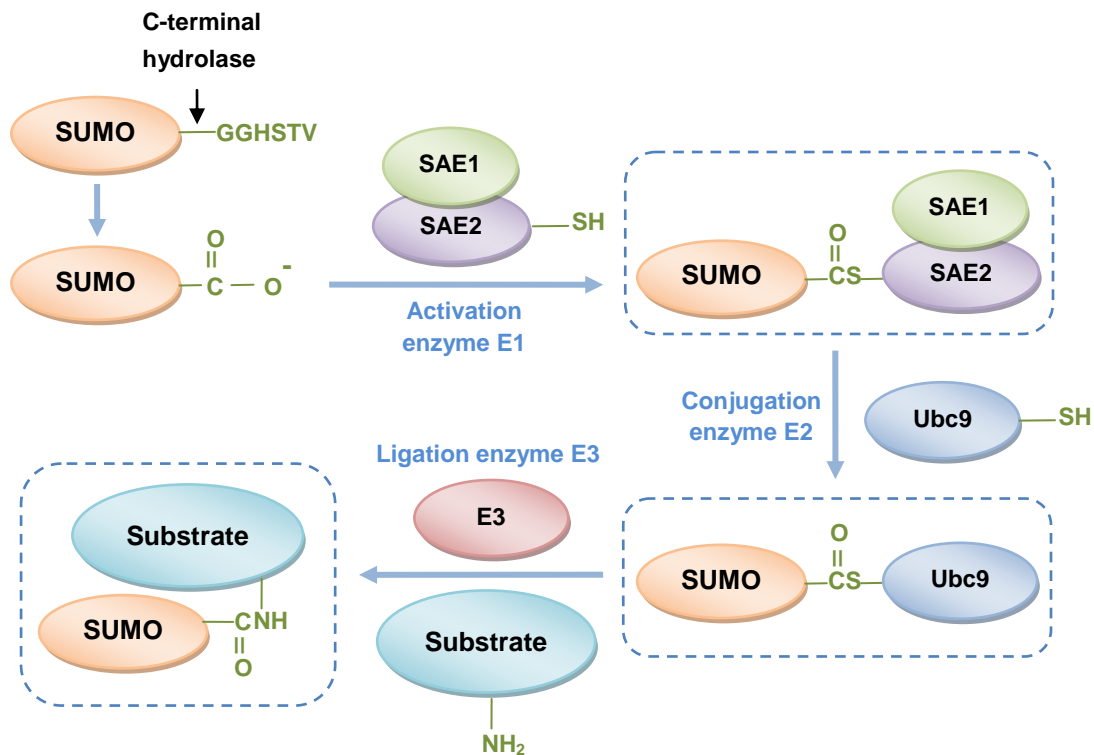 C-terminal
hydrolase
SUMO
GGHSTV
SUMO
O
C
O
-
SAE1
SAE2
SH
Activation
enzyme E1
SUMO
O
CS
SAE1
SAE2
Conjugation
enzyme E2
Ubc9
SH
SUMO
O
CS
Ubc9
Ligation enzyme E3
E3
Substrate
NH₂
Substrate
SUMO
CNH
O